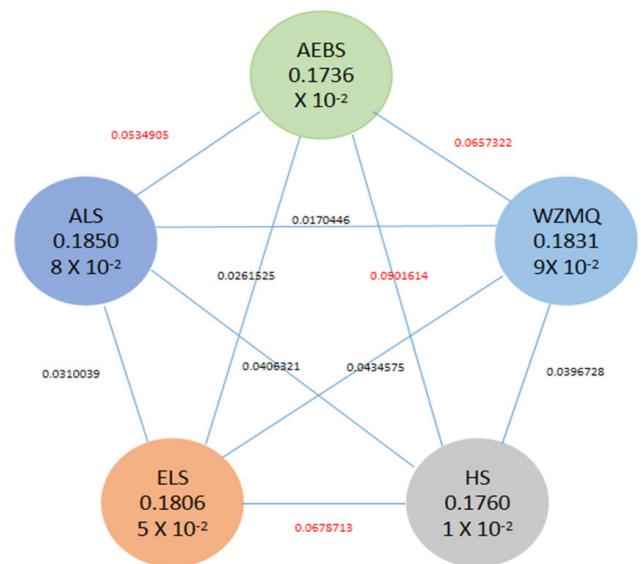 AEBS
0.1736
X 10⁻²
0.0534905
0.0657322
ALS
0.1850
8 X 10⁻²
0.0170446
WZMQ
0.1831
9X 10⁻²
0.0261525
0.0901614
0.0310039
0.0406321
0.0434575
0.0396728
ELS
0.1806
5 X 10⁻²
0.0678713
HS
0.1760
1 X 10⁻²